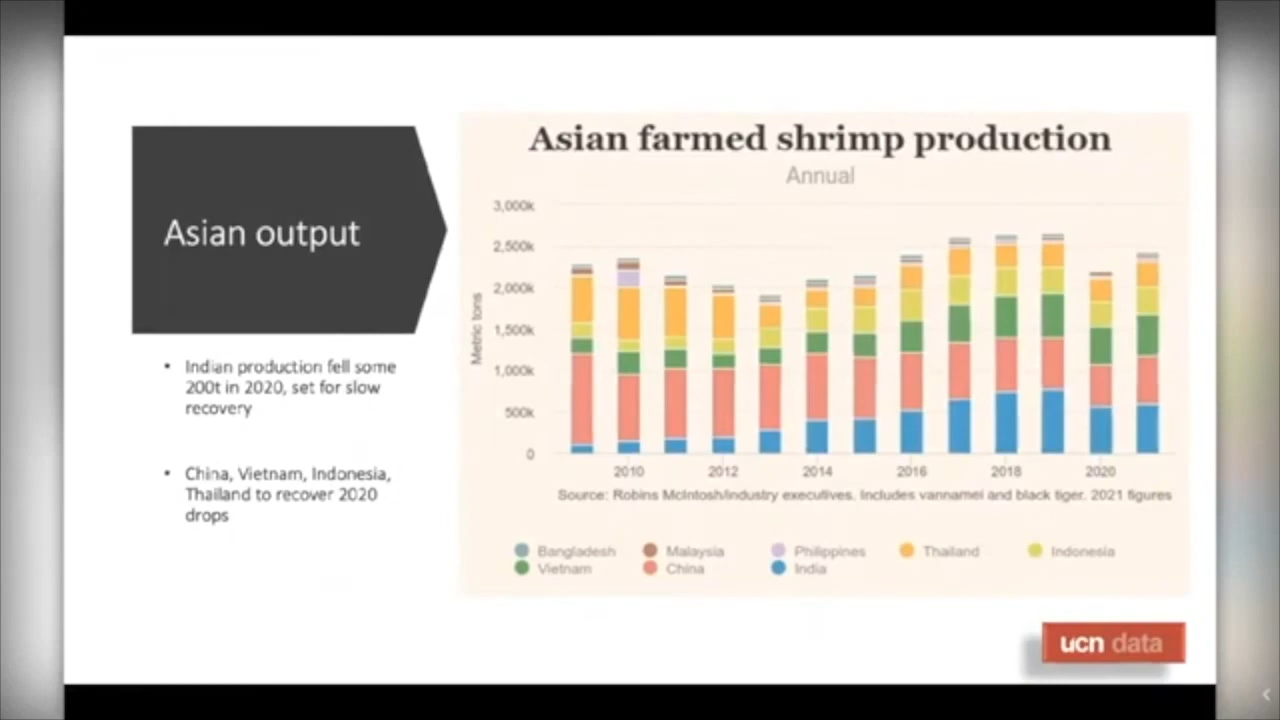 Asian output
Indian production fell some
200t in 2020, set for slow
recovery
China, Vietnam, Indonesia,
Thailand to recover 2020
drops
Asian farmed shrimp production
Annual
Metric tons
3,000k
2,500k
2,000k
1,500k
1,000k
500k
0
2010 2012 2014 2016 2018 2020
Source: Robins McIntosh/industry executives. Includes vannamei and black tiger. 2021 figures
Bangladesh Malaysia Philippines Thailand Indonesia
Vietnam China India
ucn data